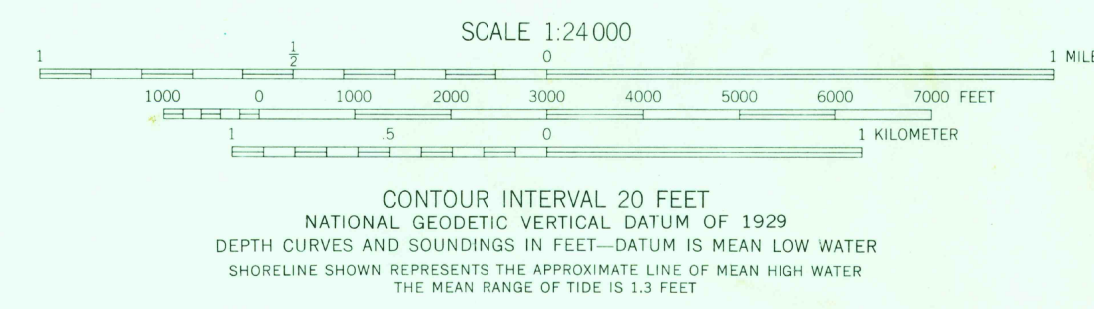 SCALE 1:24 000
1 ½ 0 1 MILE
1000 0 1000 2000 3000 4000 5000 6000 7000 FEET
1 .5 0 1 KILOMETER
CONTOUR INTERVAL 20 FEET
NATIONAL GEODETIC VERTICAL DATUM OF 1929
DEPTH CURVES AND SOUNDINGS IN FEET—DATUM IS MEAN LOW WATER
SHORELINE SHOWN REPRESENTS THE APPROXIMATE LINE OF MEAN HIGH WATER
THE MEAN RANGE OF TIDE IS 1.3 FEET